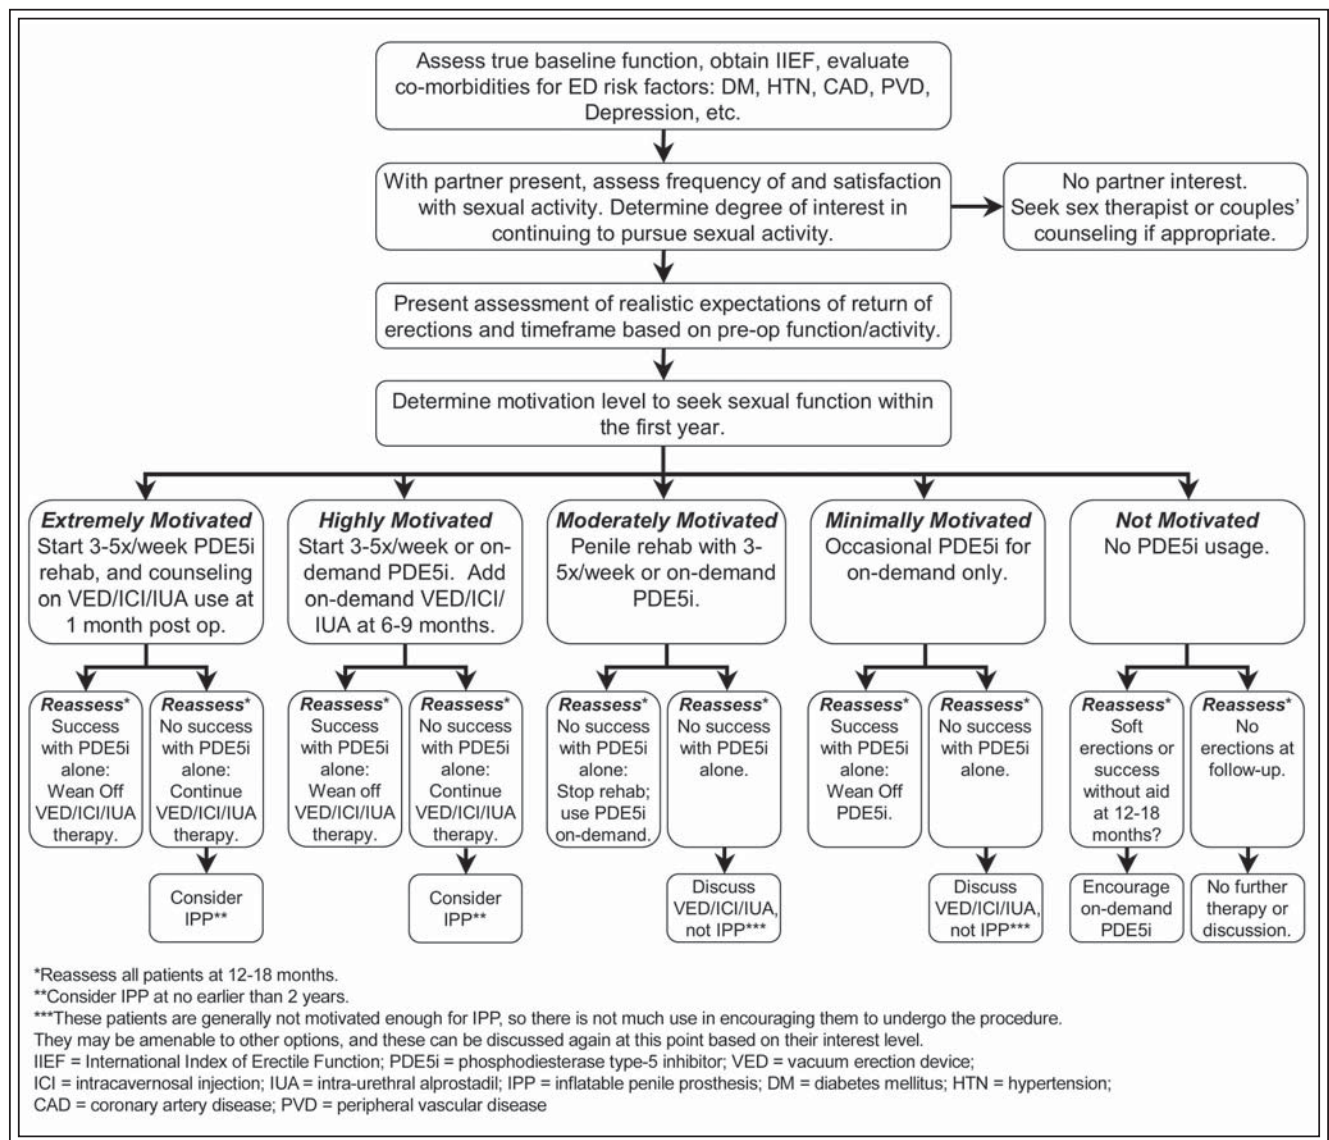 Assess true baseline function, obtain IIEF, evaluate
co-morbidities for ED risk factors: DM, HTN, CAD, PVD,
Depression, etc.
With partner present, assess frequency of and satisfaction
with sexual activity. Determine degree of interest in
continuing to pursue sexual activity.
No partner interest.
Seek sex therapist or couples'
counseling if appropriate.
Present assessment of realistic expectations of return of
erections and timeframe based on pre-op function/activity.
Determine motivation level to seek sexual function within
the first year.
Extremely Motivated
Start 3-5x/week PDE5i
rehab, and counseling
on VED/ICI/IUA use at
1 month post op.
Highly Motivated
Start 3-5x/week or on-
demand PDE5i. Add
on-demand VED/ICI/
IUA at 6-9 months.
Moderately Motivated
Penile rehab with 3-
5x/week or on-demand
PDE5i.
Minimally Motivated
Occasional PDE5i for
on-demand only.
Not Motivated
No PDE5i usage.
Reassess*
Success
with PDE5i
alone:
Wean Off
VED/ICI/IUA
therapy.
Reassess*
No success
with PDE5i
alone:
Continue
VED/ICI/IUA
therapy.
Reassess*
Success
with PDE5i
alone:
Wean off
VED/ICI/IUA
therapy.
Reassess*
No success
with PDE5i
alone:
Continue
VED/ICI/IUA
therapy.
Reassess*
No success
with PDE5i
alone:
Stop rehab;
use PDE5i
on-demand.
Reassess*
No success
with PDE5i
alone.
Reassess*
Success
with PDE5i
alone:
Wean Off
PDE5i.
Reassess*
No success
with PDE5i
alone.
Reassess*
Soft
erections or
success
without aid
at 12-18
months?
Reassess*
No
erections at
follow-up.
Consider
IPP**
Consider
IPP**
Discuss
VED/ICI/IUA,
not IPP***
Discuss
VED/ICI/IUA,
not IPP***
Encourage
on-demand
PDE5i
No further
therapy or
discussion.
*Reassess all patients at 12-18 months.
**Consider IPP at no earlier than 2 years.
***These patients are generally not motivated enough for IPP, so there is not much use in encouraging them to undergo the procedure.
They may be amenable to other options, and these can be discussed again at this point based on their interest level.
IIEF = International Index of Erectile Function; PDE5i = phosphodiesterase type-5 inhibitor; VED = vacuum erection device;
ICI = intracavernosal injection; IUA = intra-urethral alprostadil; IPP = inflatable penile prosthesis; DM = diabetes mellitus; HTN = hypertension;
CAD = coronary artery disease; PVD = peripheral vascular disease